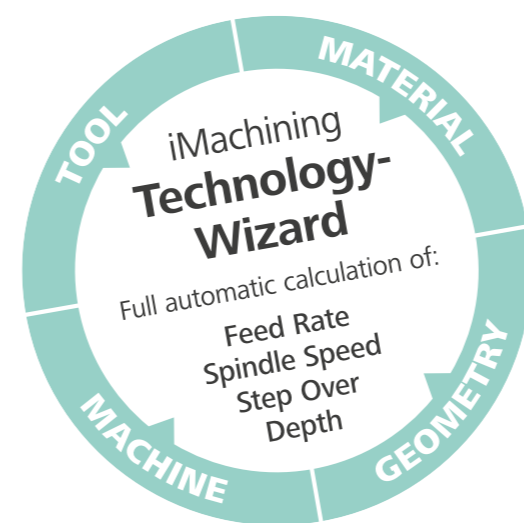 TOOL
MATERIAL
iMachining
Technology-
Wizard
Full automatic calculation of:
Feed Rate
Spindle Speed
Step Over
Depth
MACHINE
GEOMETRY